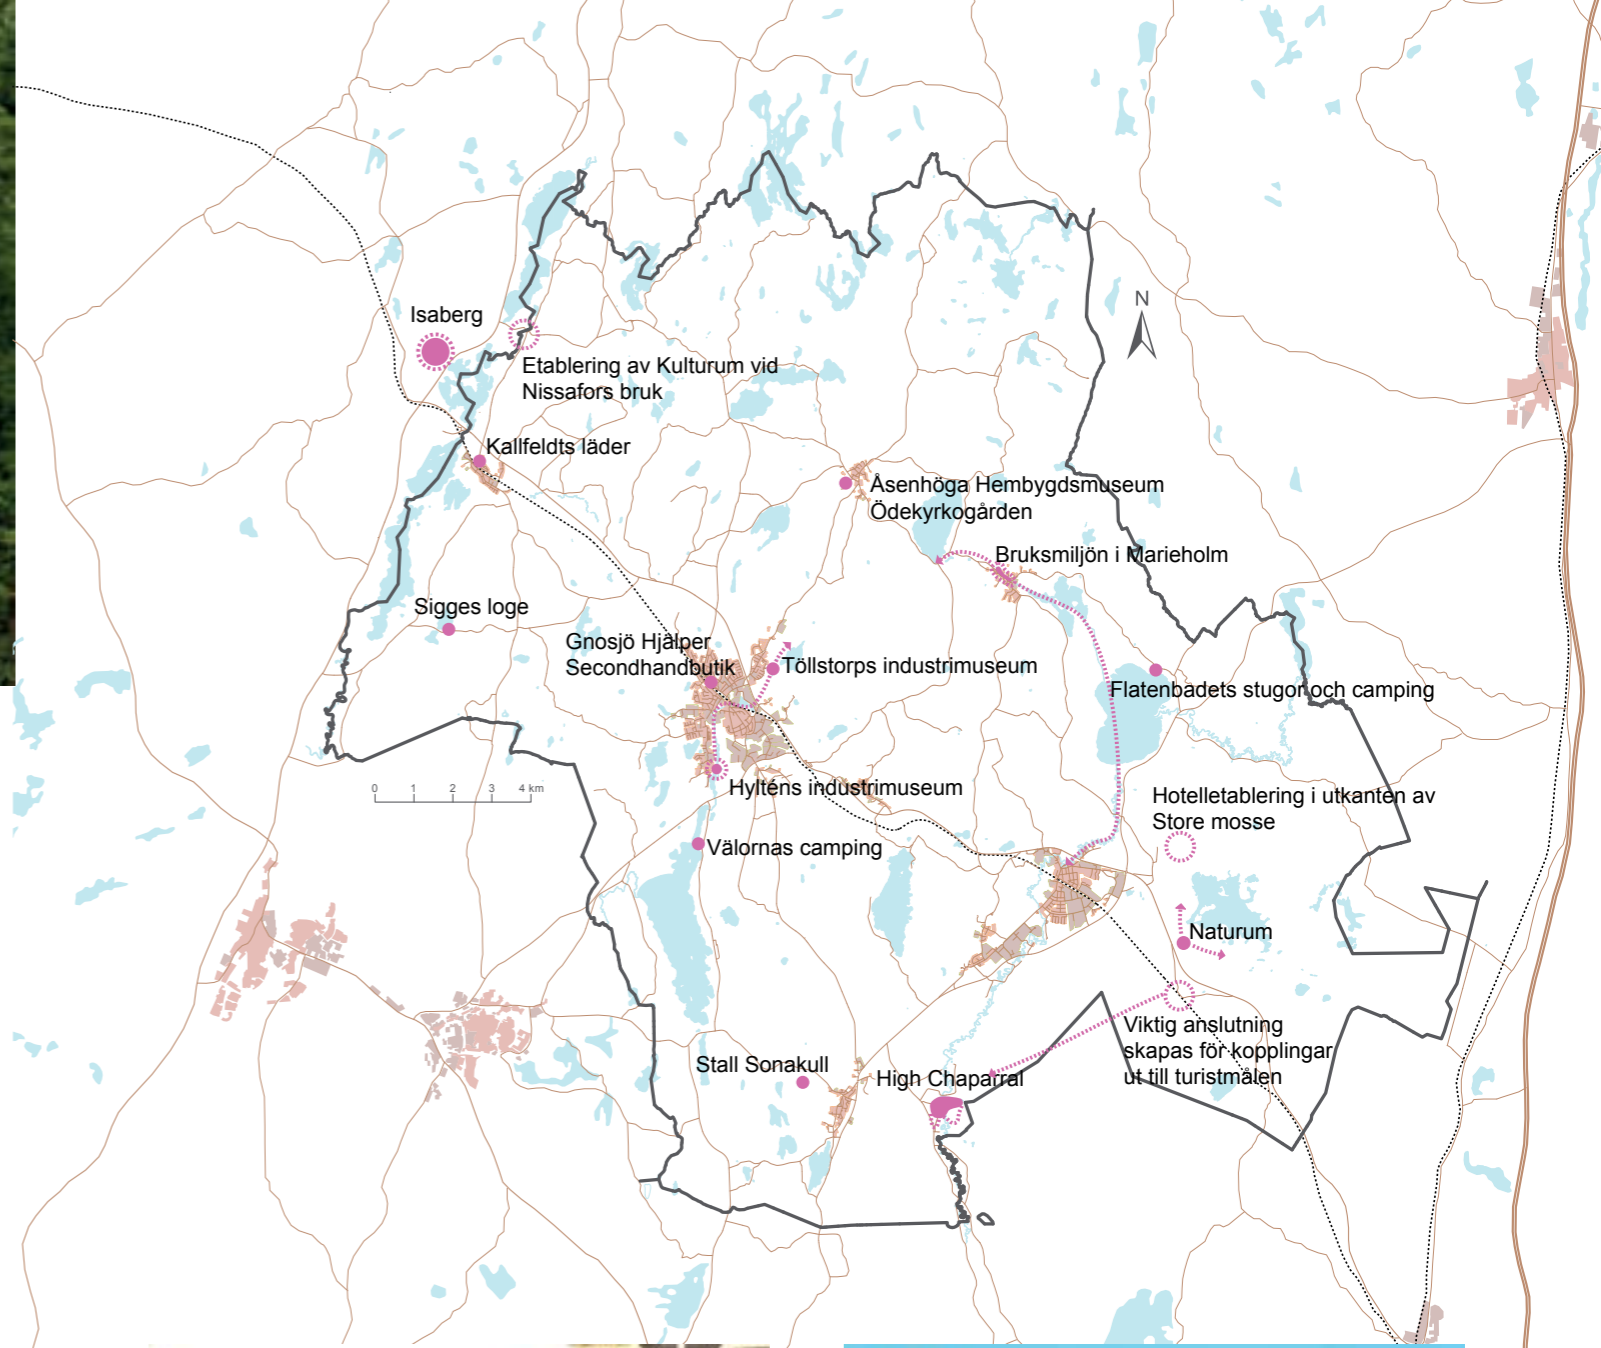 N
Isaberg
Etablering av Kulturum vid
Nissafors bruk
Kallfeldts läder
Åsenhöga Hembygdsmuseum
Ödekyrkogården
Bruksmiljön i Marieholm
Sigges loge
Gnosjö Hjälper
Secondhandbutik
Töllstorps industrimuseum
Flatenbadets stugor och camping
0 1 2 3 4 km
Hylténs industrimuseum
Hotelletablering i utkanten av
Store mosse
Välornas camping
Naturum
Viktig anslutning
skapas för kopplingar
ut till turistmålen
Stall Sonakull
High Chaparral